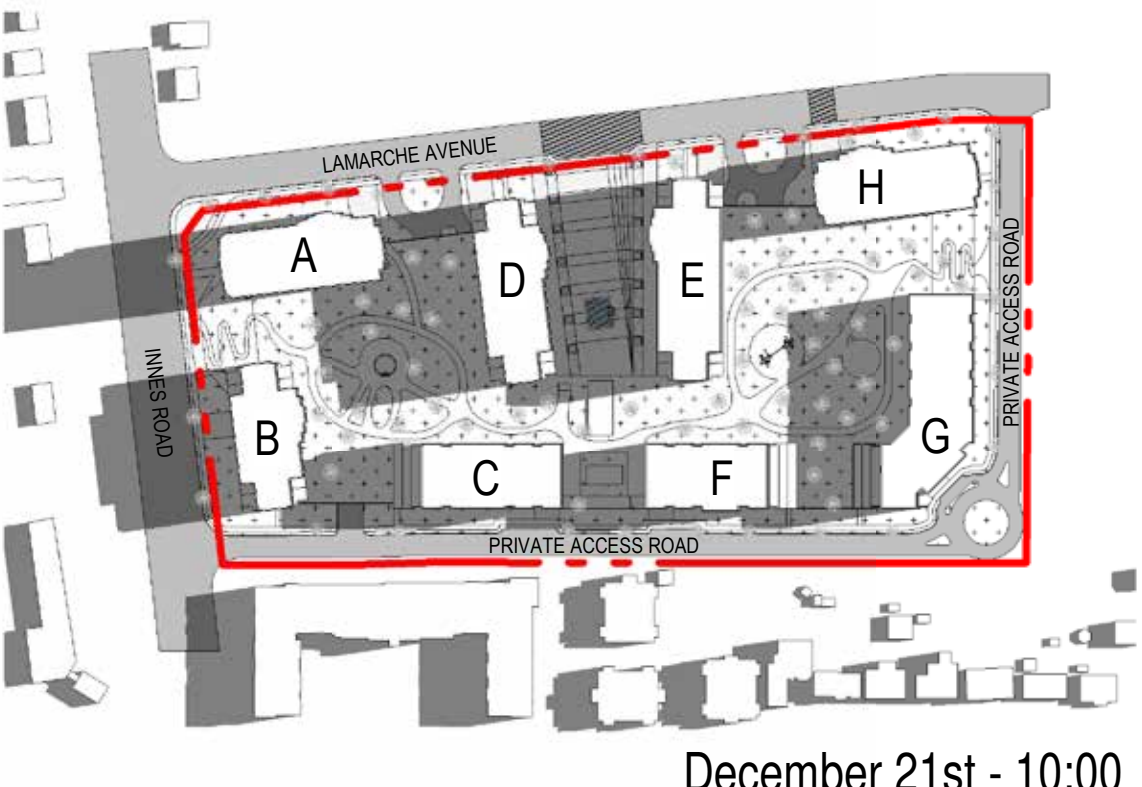 LAMARCHE AVENUE
H
A
PRIVATE ACCESS ROAD
D
E
INNES ROAD
B
G
C
F
PRIVATE ACCESS ROAD
December 21st - 10:00